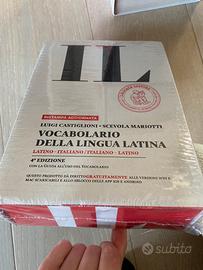 IL
RISTAMPA AGGIORNATA
LUIGI CASTIGLIONI - SCEVOLA MARIOTTI
VOCABOLARIO
DELLA LINGUA LATINA
LATINO - ITALIANO / ITALIANO - LATINO
4ª EDIZIONE
CON LA GUIDA ALL'USO DEL VOCABOLARIO
QUESTO PRODOTTO DÀ DIRITTO GRATUITAMENTE ALLE VERSIONI WIN E
MAC SCARICABILI E ALLO SBLOCCO DELLE APP IOS E ANDROID
subito